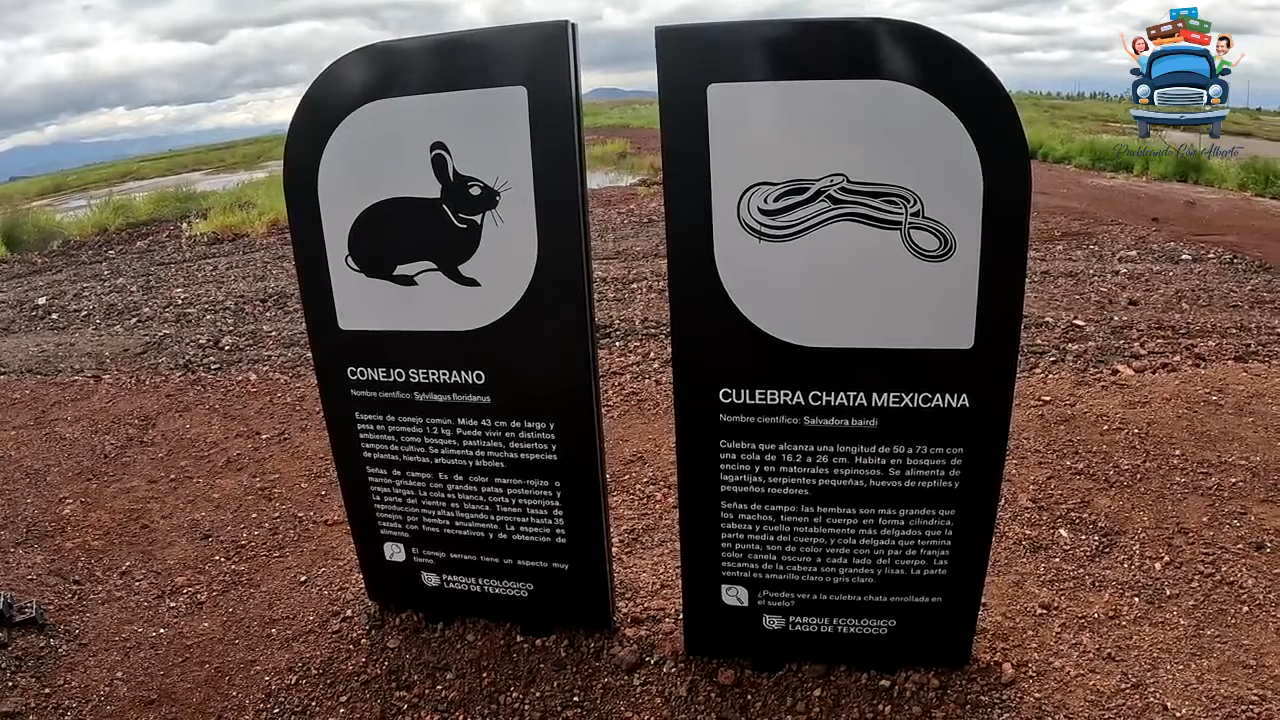 CONEJO SERRANO
Nombre científico: Sylvilagus floridanus
Especie de conejo común. Mide 43 cm de largo y
pesa en promedio 1.2 kg. Puede vivir en distintos
ambientes, como bosques, pastizales, desiertos y
campos de cultivo. Se alimenta de muchas especies
de plantas, hierbas, arbustos y árboles.
Señas de campo: Es de color marrón-rojizo o
marrón-grisáceo con grandes patas posteriores y
orejas largas. La cola es blanca, corta y esponjosa.
La parte del vientre es blanca. Tienen tasas de
reproducción muy altas llegando a procrear hasta 35
conejos por hembra anualmente. La especie es
cazada con fines recreativos y de obtención de
alimento.
El conejo serrano tiene un aspecto muy
tierno.
PARQUE ECOLÓGICO
LAGO DE TEXCOCO
CULEBRA CHATA MEXICANA
Nombre científico: Salvadora bairdi
Culebra que alcanza una longitud de 50 a 73 cm con
una cola de 16.2 a 26 cm. Habita en bosques de
encino y en matorrales espinosos. Se alimenta de
lagartijas, serpientes pequeñas, huevos de reptiles y
pequeños roedores.
Señas de campo: las hembras son más grandes que
los machos, tienen el cuerpo en forma cilíndrica,
cabeza y cuello notablemente más delgados que la
parte media del cuerpo, y cola delgada que termina
en punta, son de color verde con un par de franjas
color canela oscuro a cada lado del cuerpo. Las
escamas de la cabeza son grandes y lisas. La parte
ventral es amarillo claro o gris claro.
¿Puedes ver a la culebra chata enrollada en
el suelo?
PARQUE ECOLÓGICO
LAGO DE TEXCOCO
Puebleando Con Alberto